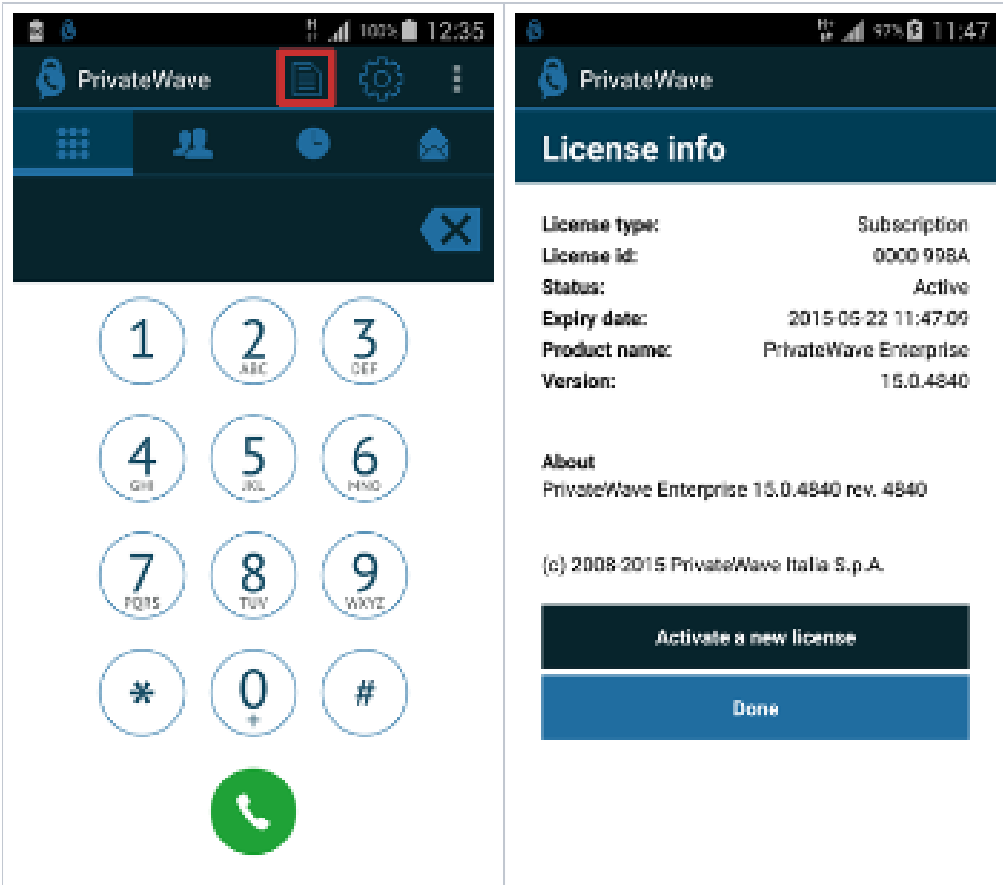 100% 12:35
PrivateWave
1
2
ABC
3
DEF
4
GHI
5
JKL
6
MNO
7
PQRS
8
TUV
9
WXYZ
*
0
+
#
97% 11:47
PrivateWave
License info
License type: Subscription
License id: 0000 998A
Status: Active
Expiry date: 2015-05-22 11:47:09
Product name: PrivateWave Enterprise
Version: 15.0.4840
About
PrivateWave Enterprise 15.0.4840 rev. 4840
(c) 2008-2015 PrivateWave Italia S.p.A.
Activate a new license
Done